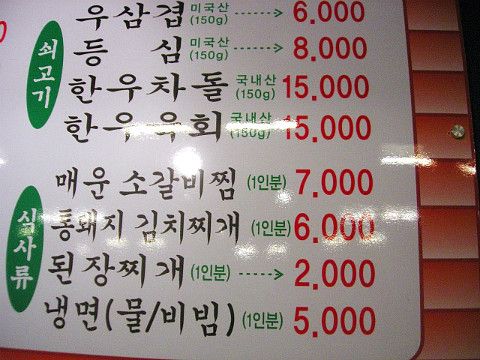 쇠고기
우삼겹 미국산 (150g) 6.000
등심 미국산 (150g) 8.000
한우차돌 국내산 (150g) 15.000
한우육회 국내산 (150g) 15.000
식사류
매운 소갈비찜 (1인분) 7.000
통돼지 김치찌개 (1인분) 6.000
된장찌개 (1인분) 2.000
냉면(물/비빔) (1인분) 5.000